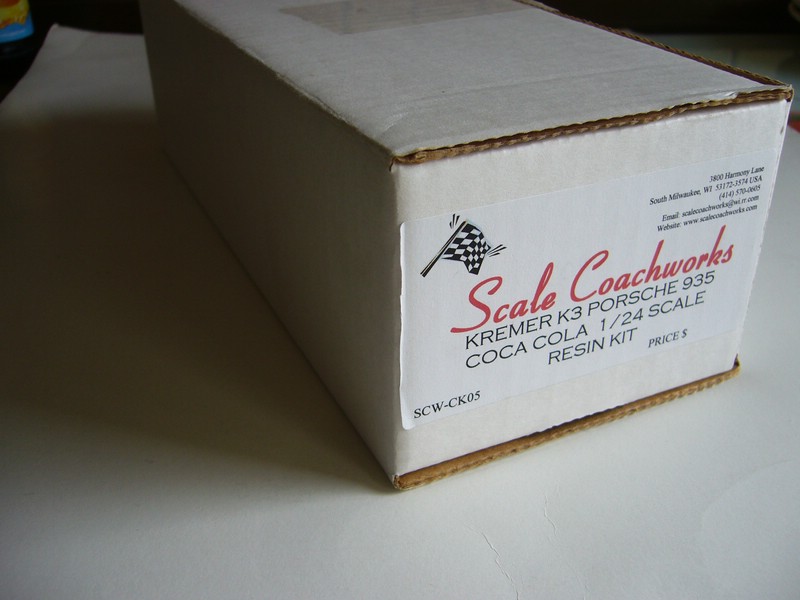 3800 Harmony Lane
South Milwaukee, WI 53172-3574 USA
(414) 570-0605
Email: scalecoachworks@wi.rr.com
Website: www.scalecoachworks.com
Scale Coachworks
KREMER K3 PORSCHE 935
COCA COLA 1/24 SCALE
RESIN KIT
PRICE $
SCW-CK05